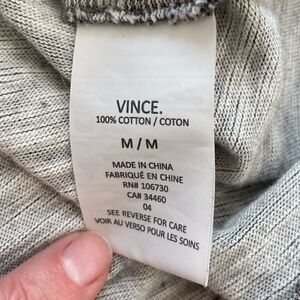 VINCE.
100% COTTON / COTON
M / M
MADE IN CHINA
FABRIQUÉ EN CHINE
RN# 106730
CA# 34460
04
SEE REVERSE FOR CARE
VOIR AU VERSO POUR LES SOINS